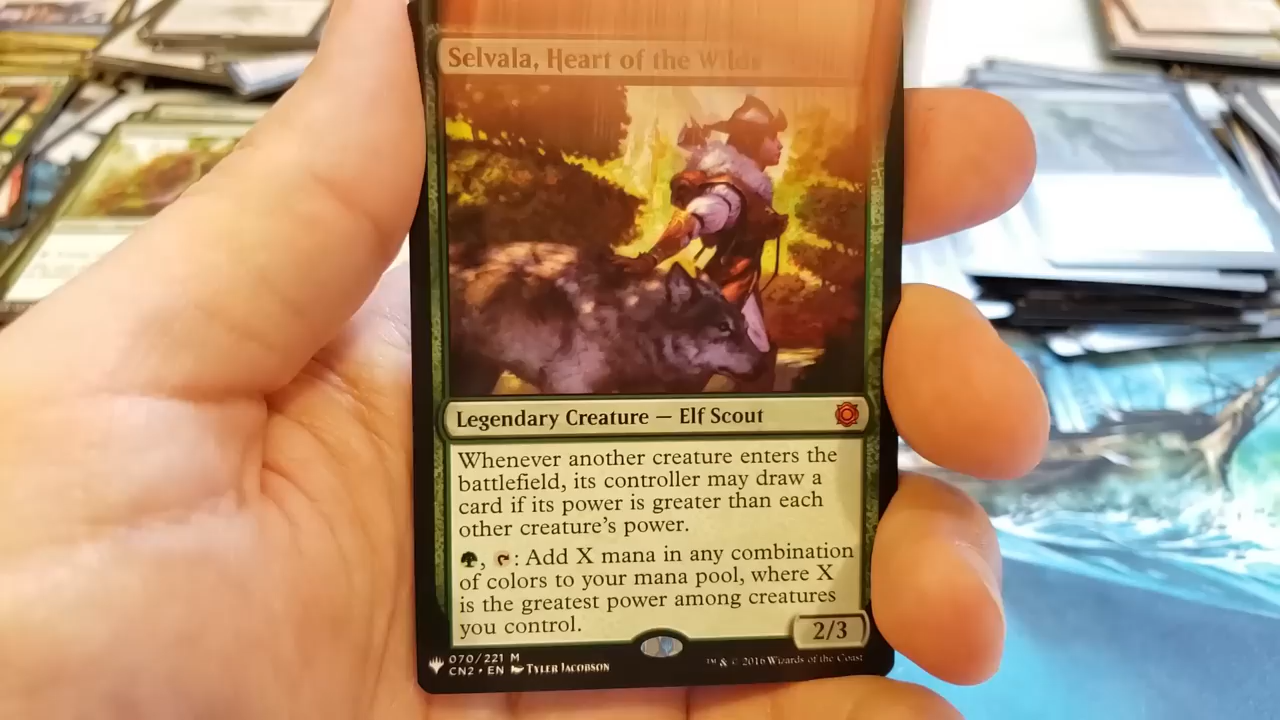 Selvala, Heart of the Wilds
Legendary Creature — Elf Scout
Whenever another creature enters the
battlefield, its controller may draw a
card if its power is greater than each
other creature's power.
, : Add X mana in any combination
of colors to your mana pool, where X
is the greatest power among creatures
you control.
2/3
070/221 M
CN2 • EN Tyler Jacobson
™ & © 2016 Wizards of the Coast